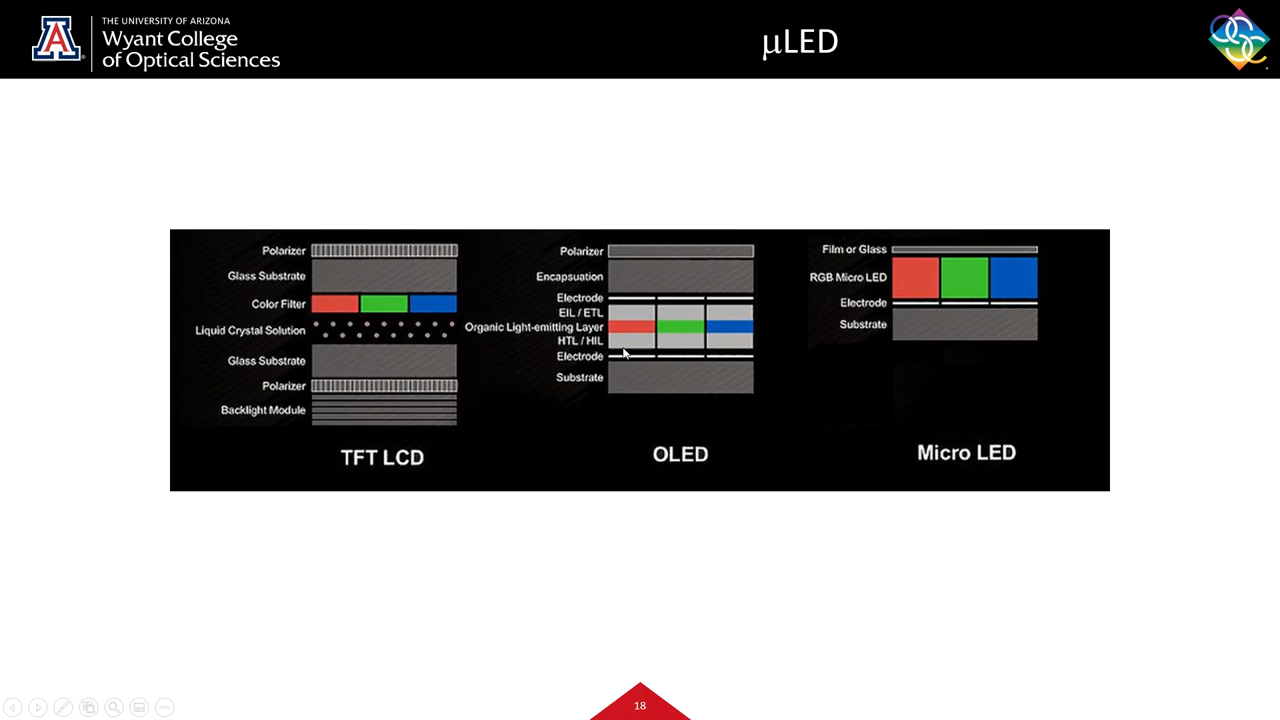 THE UNIVERSITY OF ARIZONA
Wyant College
of Optical Sciences
μLED
Polarizer
Glass Substrate
Color Filter
Liquid Crystal Solution
Glass Substrate
Polarizer
Backlight Module
TFT LCD
Polarizer
Encapsuation
Electrode
EIL / ETL
Organic Light-emitting Layer
HTL / HIL
Electrode
Substrate
OLED
Film or Glass
RGB Micro LED
Electrode
Substrate
Micro LED
18